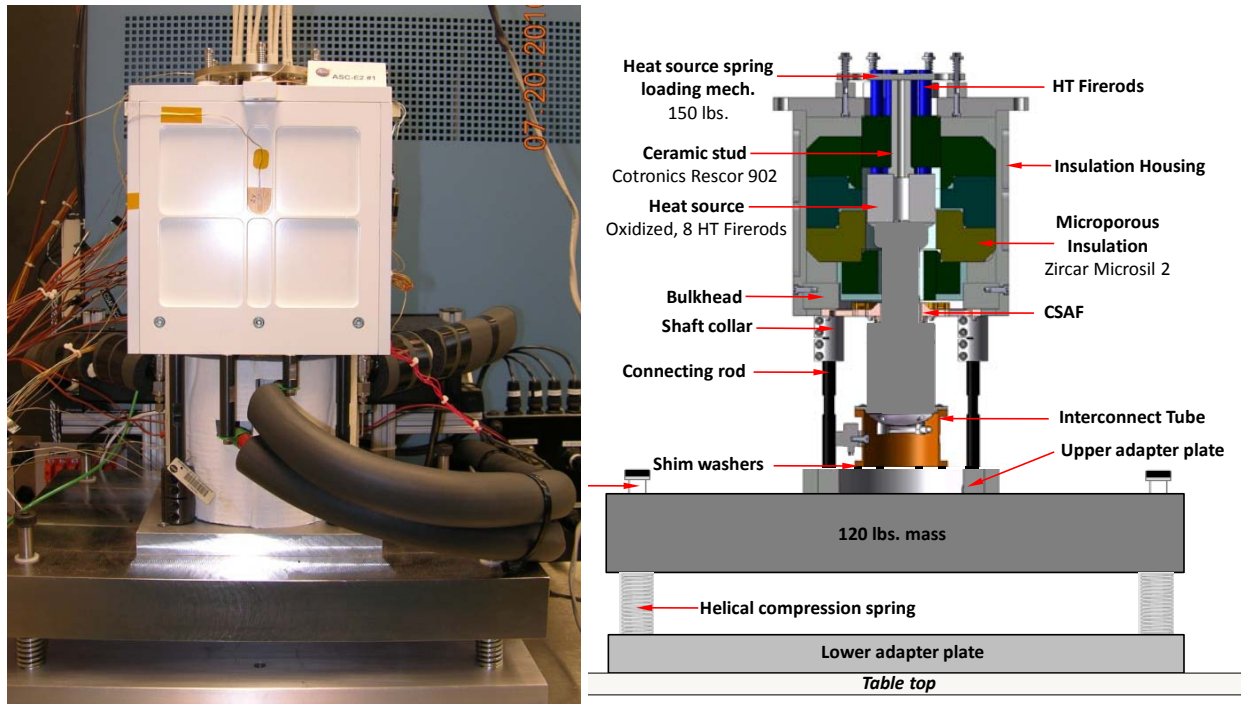 ASC-E2 #1
07.20.201
Heat source spring
loading mech.
150 lbs.
HT Firerods
Ceramic stud
Cotronics Rescor 902
Insulation Housing
Heat source
Oxidized, 8 HT Firerods
Microporous
Insulation
Zircar Microsil 2
Bulkhead
CSAF
Shaft collar
Connecting rod
Interconnect Tube
Upper adapter plate
Shim washers
120 lbs. mass
Helical compression spring
Lower adapter plate
Table top